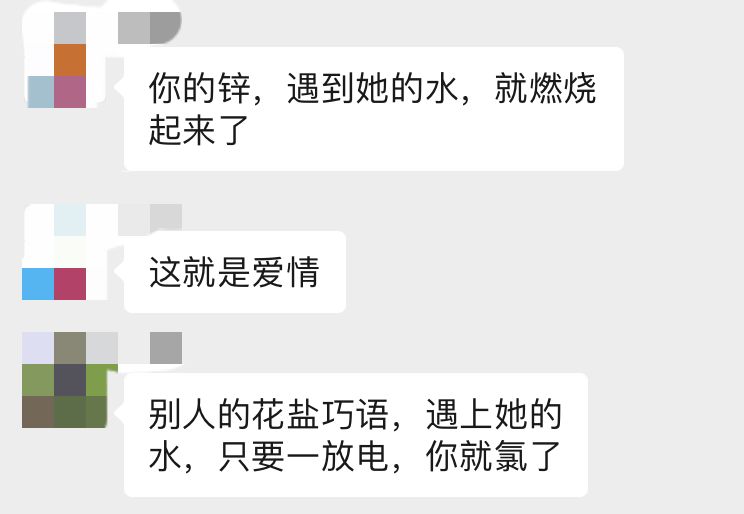 你的锌，遇到她的水，就燃烧
起来了
这就是爱情
别人的花盐巧语，遇上她的
水，只要一放电，你就氯了